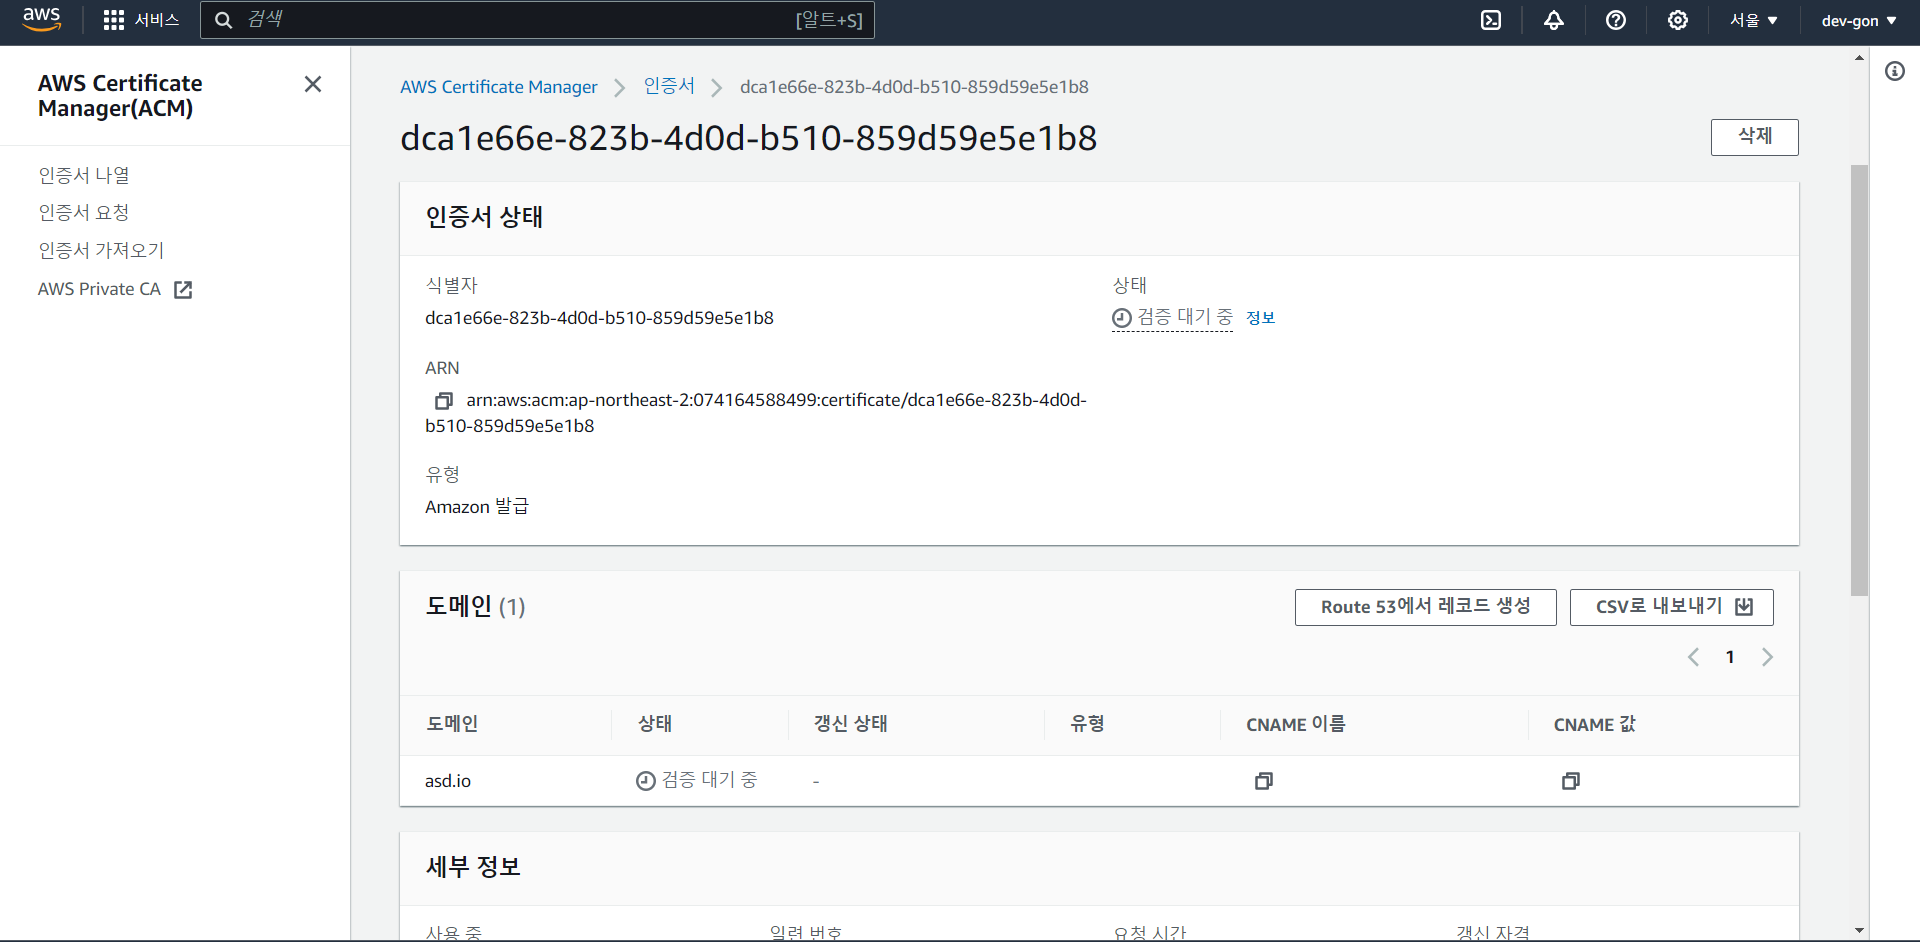 aws
서비스
검색
[알트+S]
서울
dev-gon
AWS Certificate
Manager(ACM)
인증서 나열
인증서 요청
인증서 가져오기
AWS Private CA
AWS Certificate Manager
인증서
dca1e66e-823b-4d0d-b510-859d59e5e1b8
dca1e66e-823b-4d0d-b510-859d59e5e1b8
삭제
인증서 상태
식별자
dca1e66e-823b-4d0d-b510-859d59e5e1b8
상태
검증 대기 중 정보
ARN
arn:aws:acm:ap-northeast-2:074164588499:certificate/dca1e66e-823b-4d0d-
b510-859d59e5e1b8
유형
Amazon 발급
도메인 (1)
Route 53에서 레코드 생성
CSV로 내보내기
1
도메인
상태
갱신 상태
유형
CNAME 이름
CNAME 값
asd.io
검증 대기 중
-
세부 정보
사용 중
일련 번호
요청 시간
갱신 자격